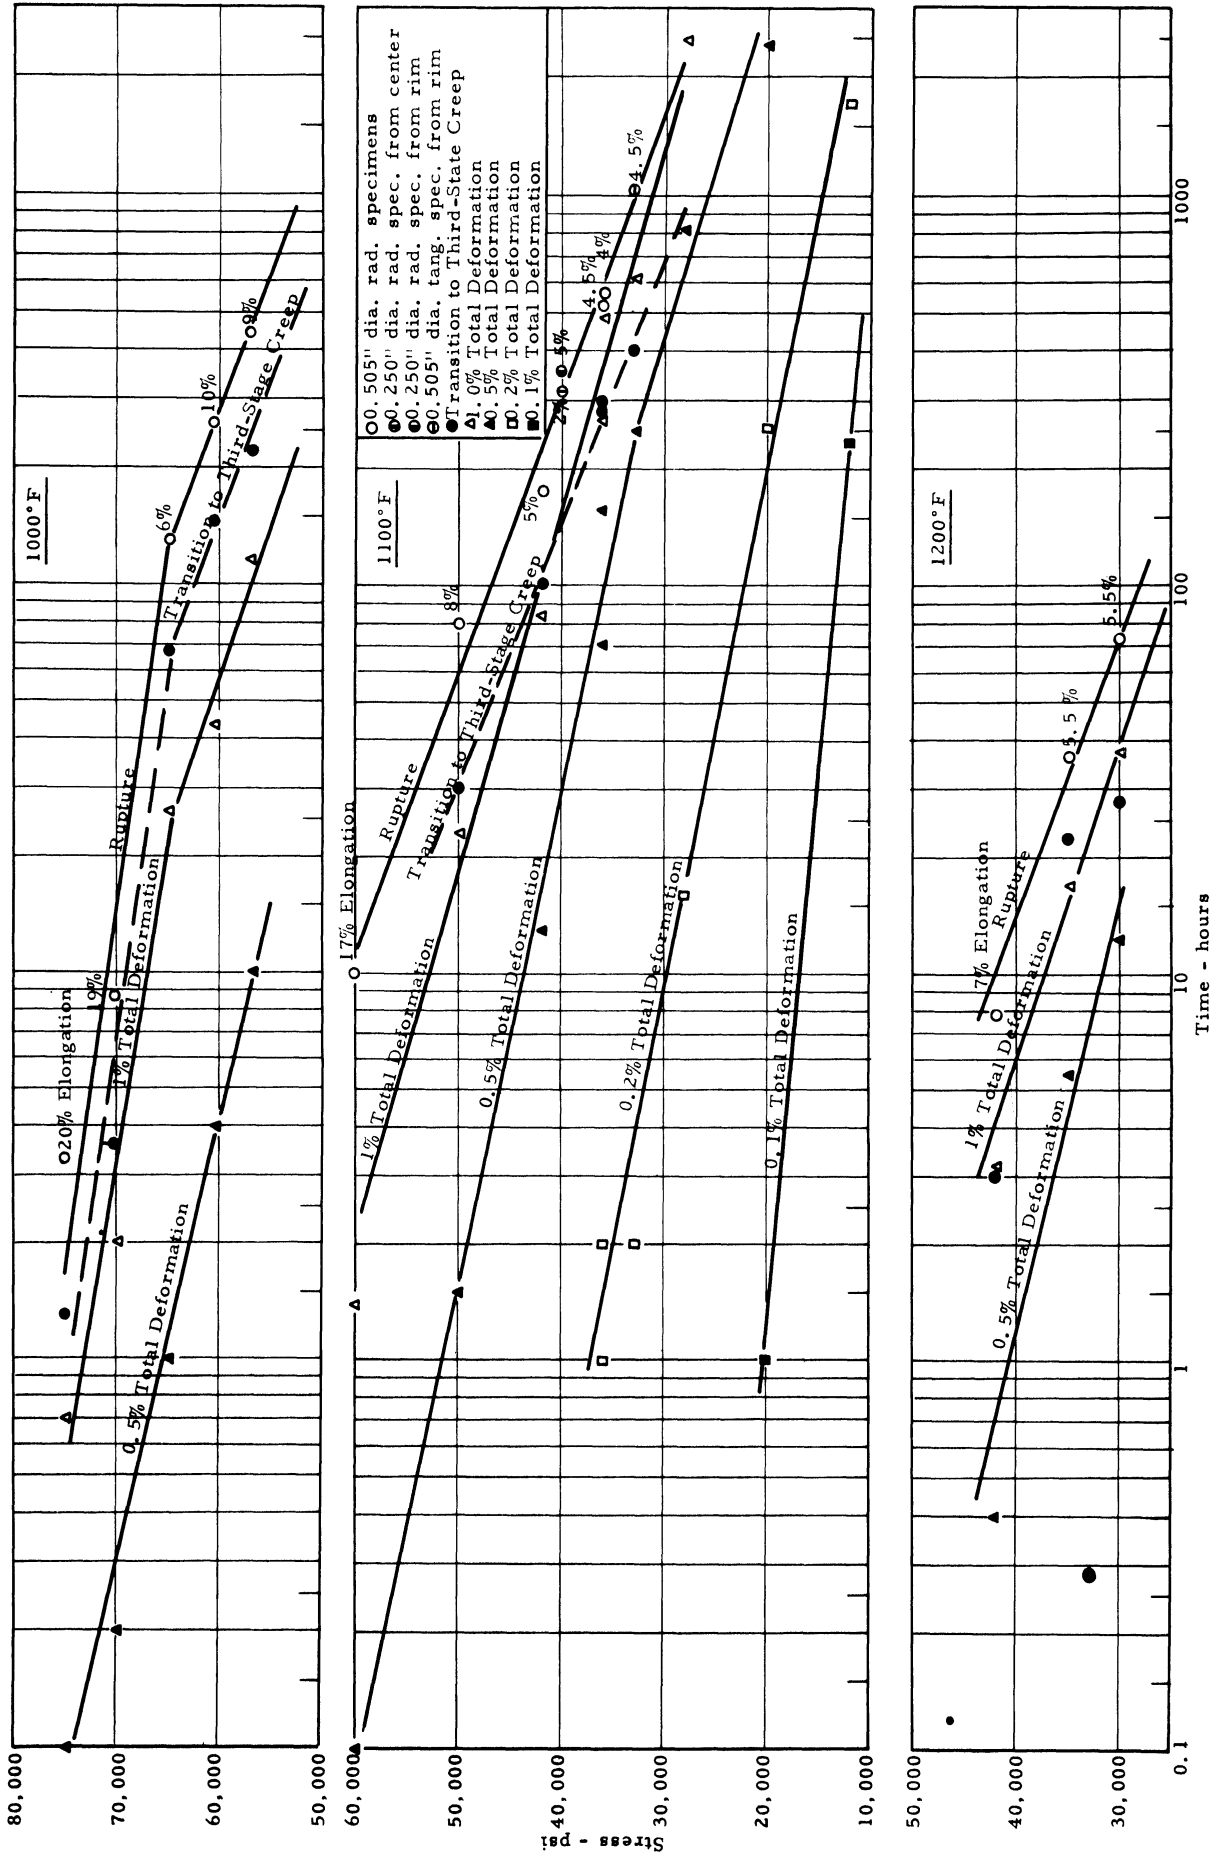 1000°F
80,000
70,000
60,000
50,000
20% Elongation
19%
6%
10%
9%
Rupture
Transition to Third-Stage Creep
1% Total Deformation
0.5% Total Deformation
1100°F
0.505" dia. rad. specimens
0.250" dia. rad. spec. from center
0.250" dia. rad. spec. from rim
0.505" dia. tang. spec. from rim
Transition to Third-State Creep
1.0% Total Deformation
0.5% Total Deformation
0.2% Total Deformation
0.1% Total Deformation
Stress - psi
60,000
50,000
40,000
30,000
20,000
10,000
17% Elongation
8%
5%
2%
5%
4.5%
4%
4.5%
Rupture
Transition to Third-Stage Creep
1% Total Deformation
0.5% Total Deformation
0.2% Total Deformation
0.1% Total Deformation
1200°F
50,000
40,000
30,000
7% Elongation
5.5%
5.5%
Rupture
1% Total Deformation
0.5% Total Deformation
0.1
1
10
100
1000
Time - hours